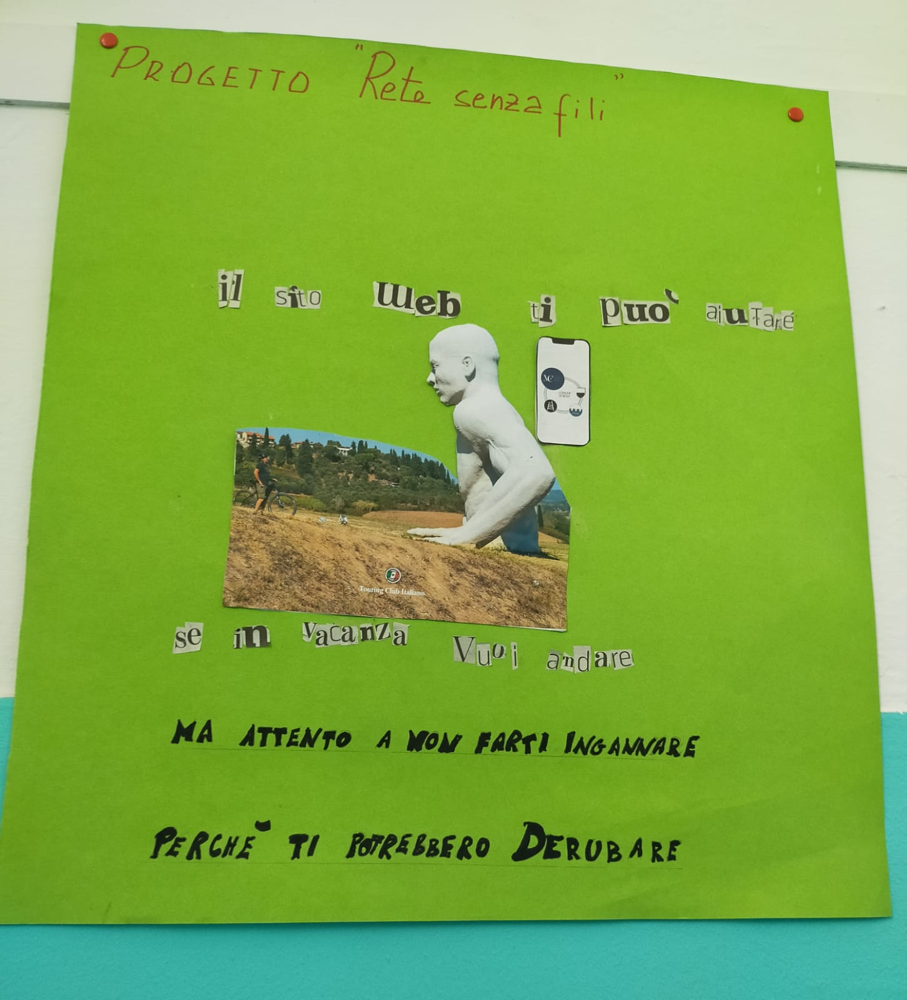 PROGETTO "Rete senza fili"
il sito web ti può aiutare
Touring Club Italiano
se in vacanza Vuoi andare
MA ATTENTO A NON FARTI INGANNARE
PERCHÈ TI POTREBBERO DERUBARE